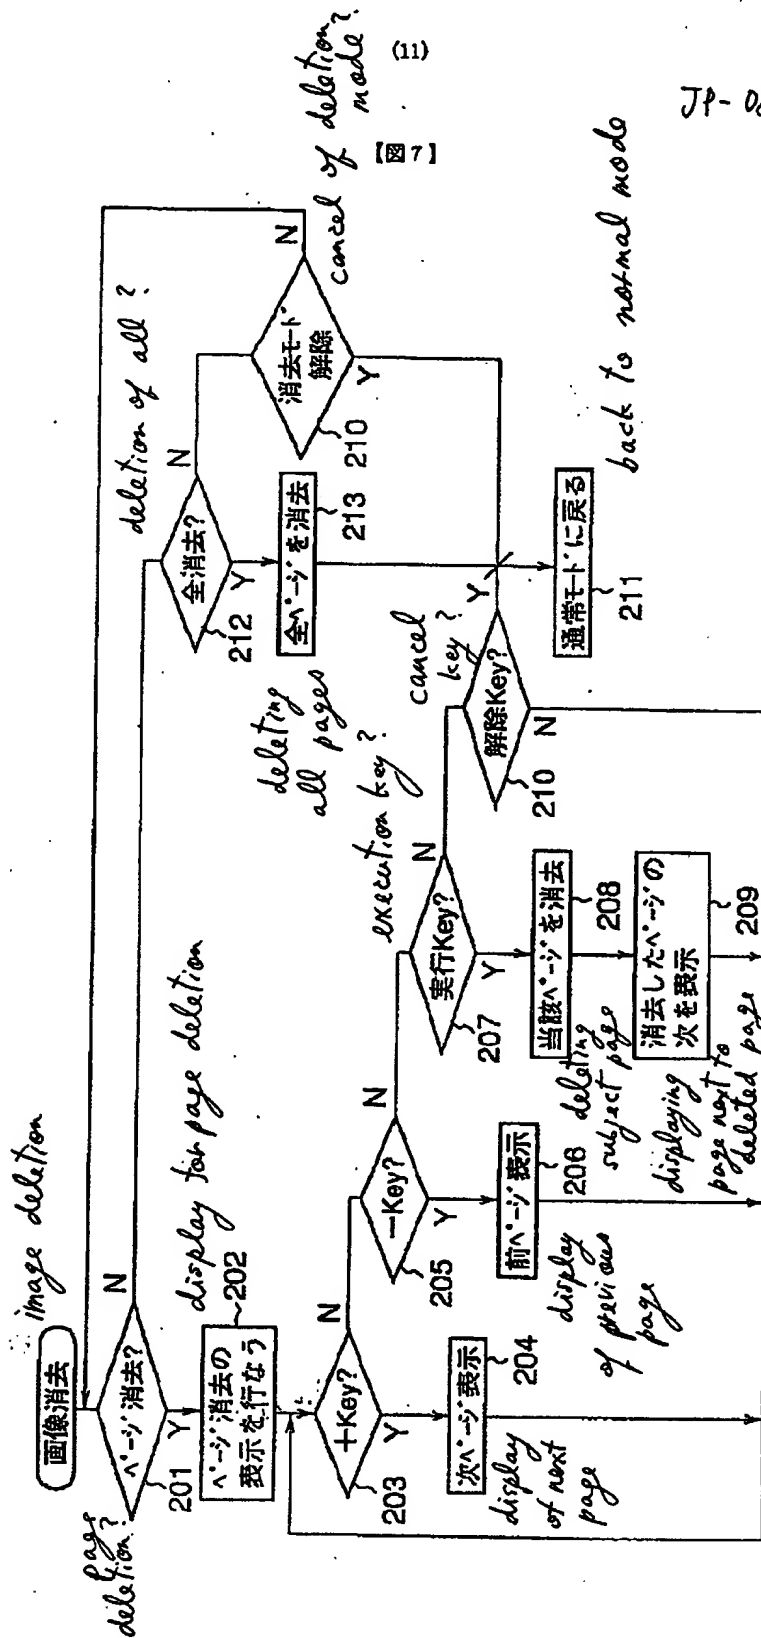 (11)
JP-0
【図7】
画像消去
image deletion
ページ消去?
page
deletion?
201
N
Y
ページ消去の
表示を行なう
202
display for page deletion
+Key?
203
N
Y
次ページ表示
204
display
of next
page
−Key?
205
N
Y
前ページ表示
206
display
of previous
page
実行Key?
execution key?
207
N
Y
当該ページを消去
208
deleting
subject page
消去したページの
次を表示
209
displaying
page next to
deleted page
解除Key?
cancel
key?
210
Y
N
全消去?
deletion of all?
212
N
Y
全ページを消去
213
deleting
all pages
消去モード
解除
210
N
Y
cancel of deletion
mode?
通常モードに戻る
211
back to normal mode